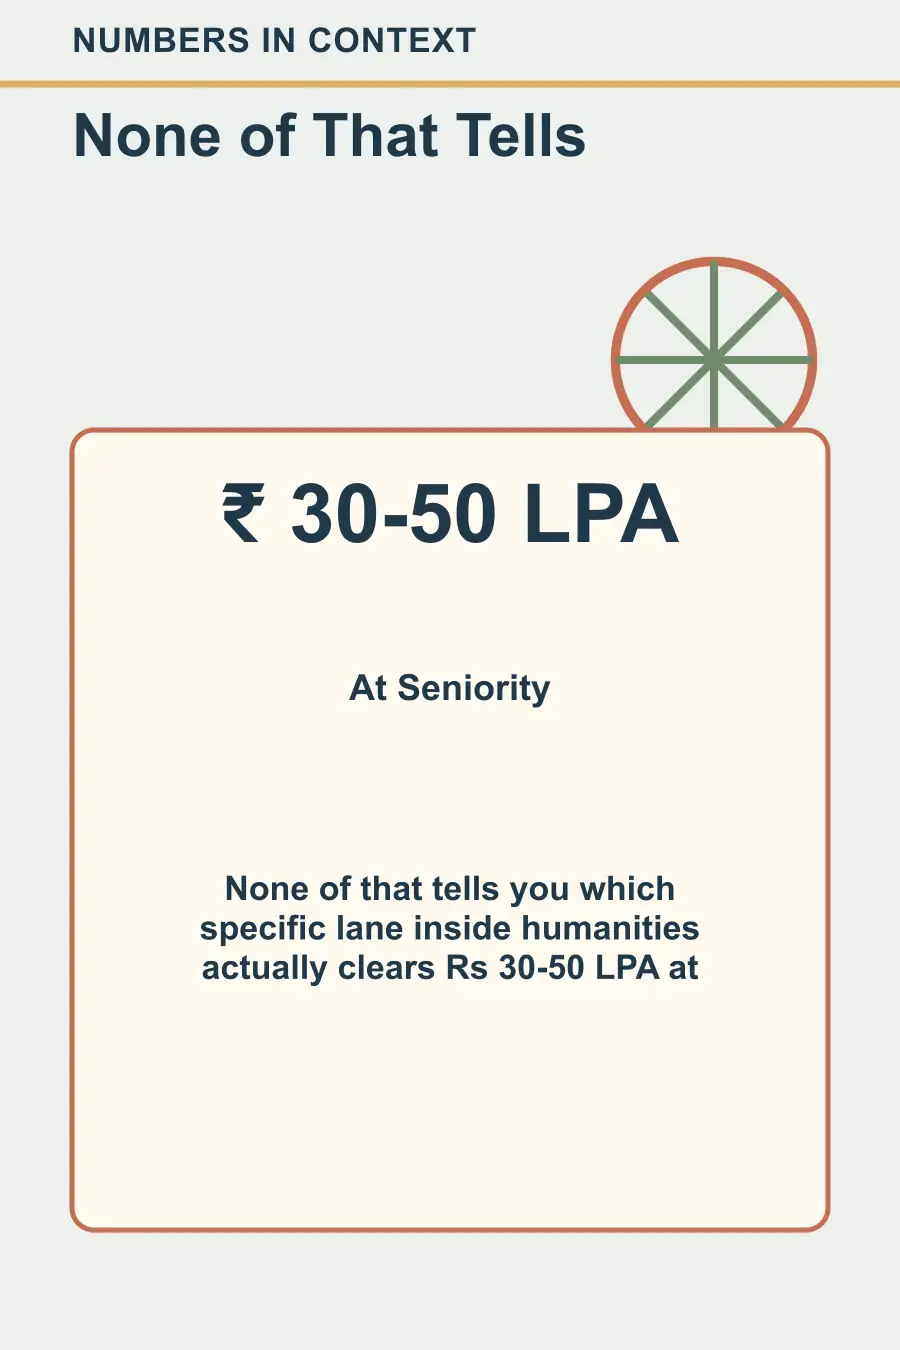 NUMBERS IN CONTEXT
None of That Tells
₹ 30-50 LPA
At Seniority
None of that tells you which
specific lane inside humanities
actually clears Rs 30-50 LPA at